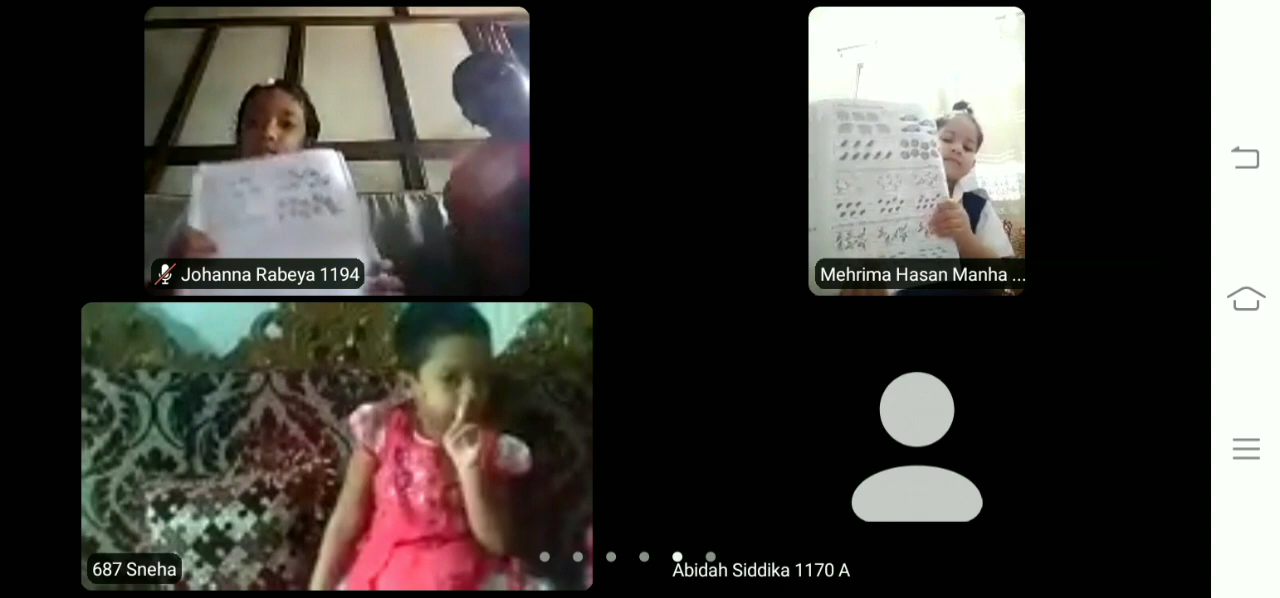 Johanna Rabeya 1194
Mehrima Hasan Manha ...
687 Sneha
Abidah Siddika 1170 A